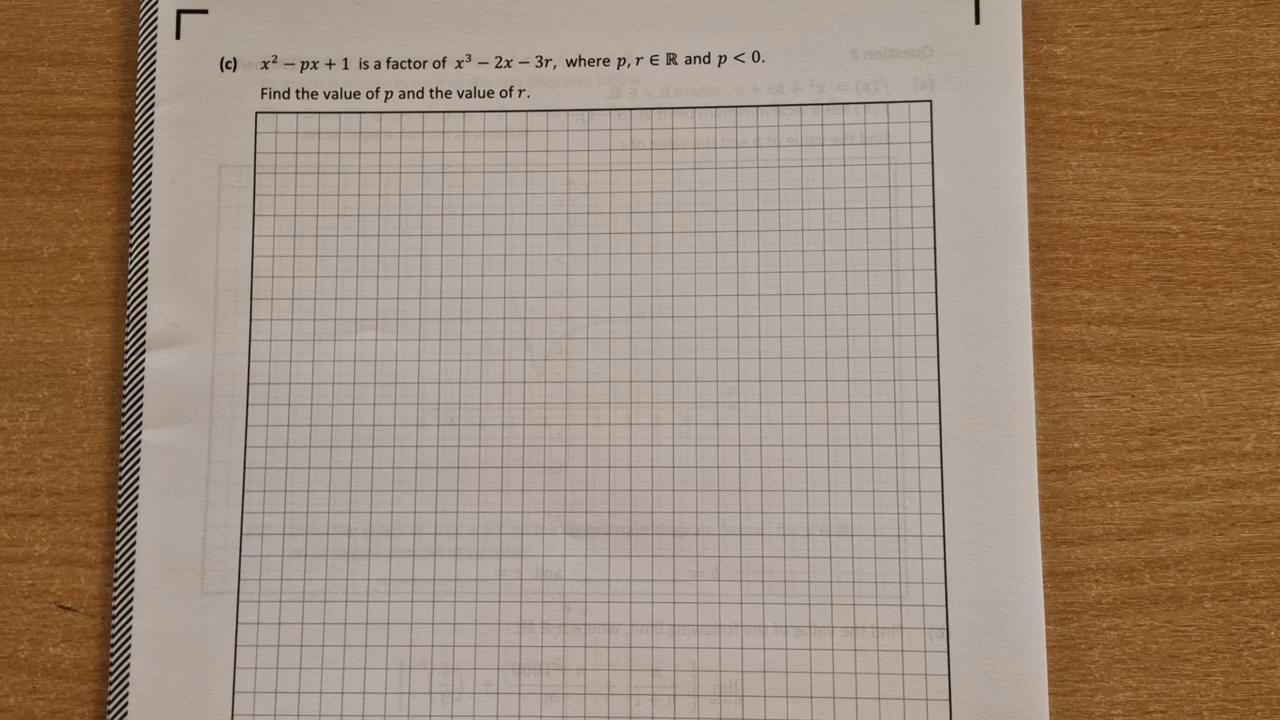 (c) x² − px + 1 is a factor of x³ − 2x − 3r, where p, r ∈ ℝ and p < 0.
Find the value of p and the value of r.